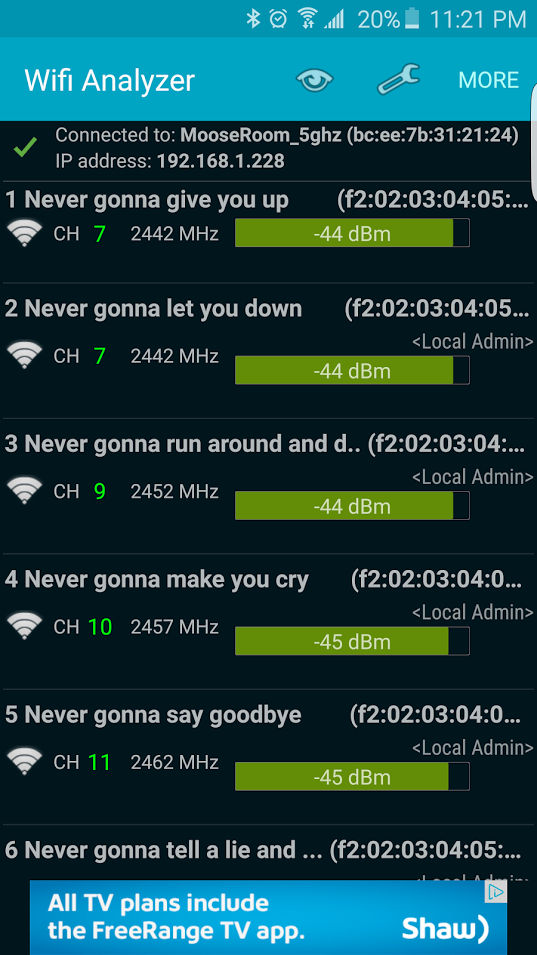 20% 11:21 PM
Wifi Analyzer MORE
Connected to: MooseRoom_5ghz (bc:ee:7b:31:21:24)
IP address: 192.168.1.228
1 Never gonna give you up (f2:02:03:04:05:...
CH 7 2442 MHz -44 dBm
2 Never gonna let you down (f2:02:03:04:05...
<Local Admin>
CH 7 2442 MHz -44 dBm
3 Never gonna run around and d.. (f2:02:03:04:...
<Local Admin>
CH 9 2452 MHz -44 dBm
4 Never gonna make you cry (f2:02:03:04:0...
<Local Admin>
CH 10 2457 MHz -45 dBm
5 Never gonna say goodbye (f2:02:03:04:0...
<Local Admin>
CH 11 2462 MHz -45 dBm
6 Never gonna tell a lie and ... (f2:02:03:04:05:...
All TV plans include
the FreeRange TV app.
Shaw)